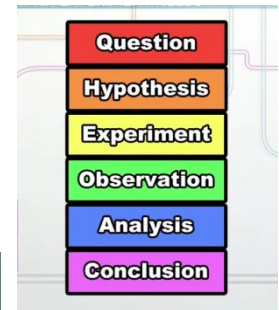 Question
Hypothesis
Experiment
Observation
Analysis
Conclusion